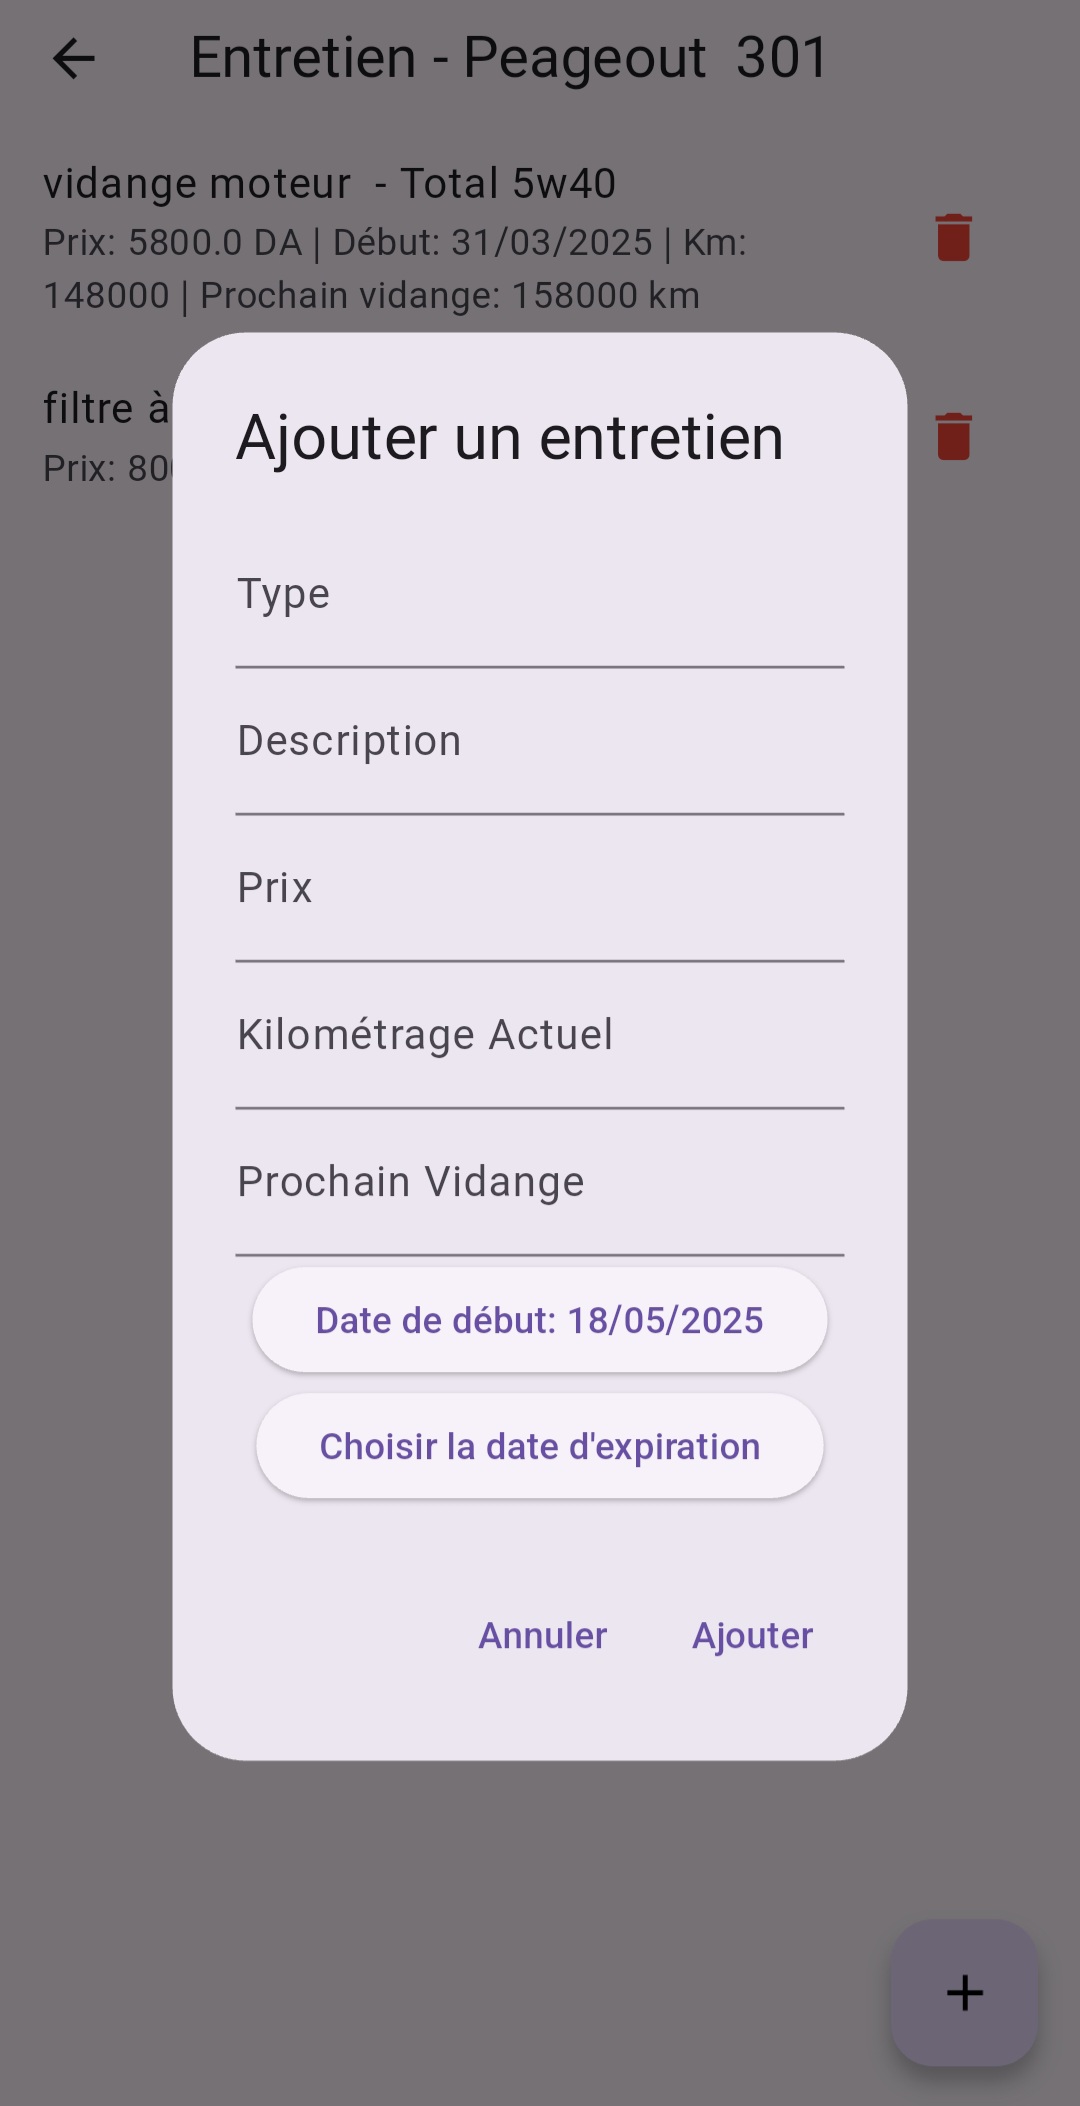 Entretien - Peageout  301
vidange moteur  - Total 5w40
Prix: 5800.0 DA | Début: 31/03/2025 | Km:
148000 | Prochain vidange: 158000 km
filtre à
Prix:
Ajouter un entretien
Type
Description
Prix
Kilométrage Actuel
Prochain Vidange
Date de début: 18/05/2025
Choisir la date d'expiration
Annuler
Ajouter